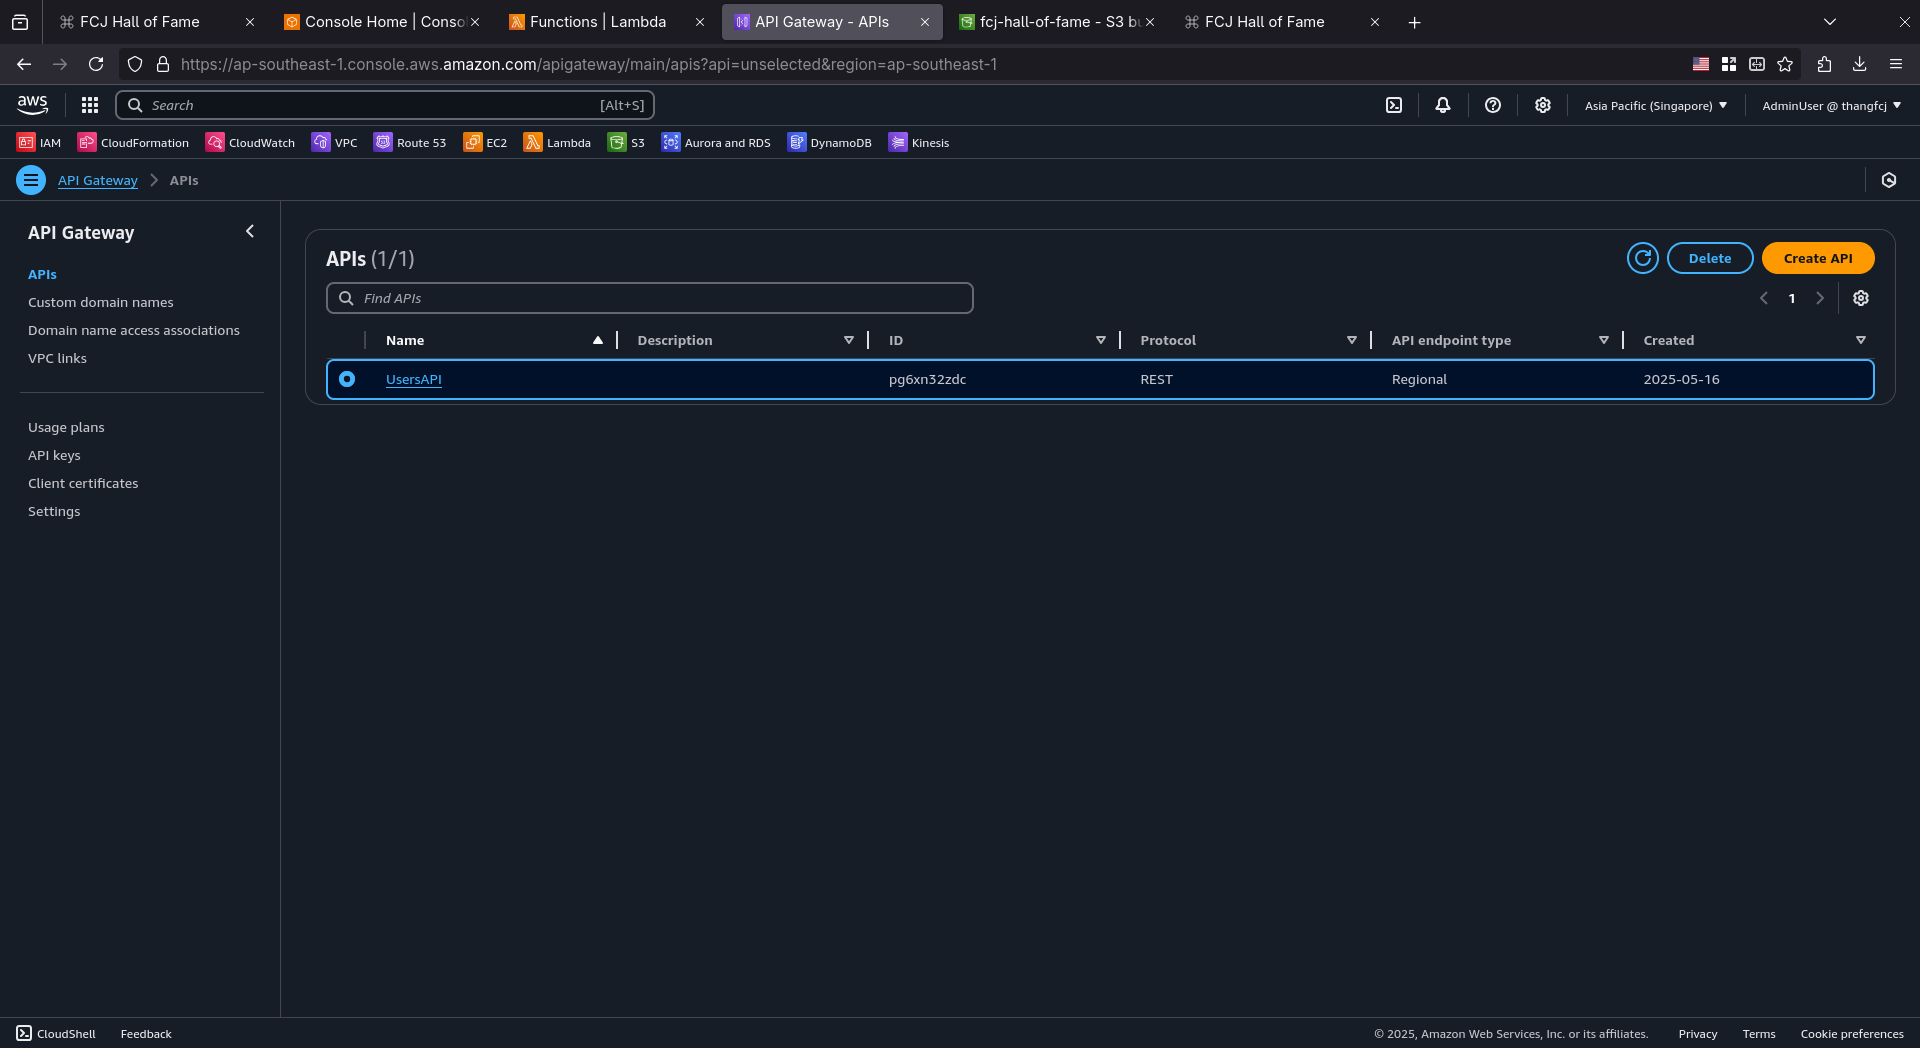 FCJ Hall of Fame
Console Home | Conso
Functions | Lambda
API Gateway - APIs
fcj-hall-of-fame - S3 bu
FCJ Hall of Fame
https://ap-southeast-1.console.aws.amazon.com/apigateway/main/apis?api=unselected&region=ap-southeast-1
aws
Search
[Alt+S]
Asia Pacific (Singapore)
AdminUser @ thangfcj
IAM
CloudFormation
CloudWatch
VPC
Route 53
EC2
Lambda
S3
Aurora and RDS
DynamoDB
Kinesis
API Gateway
APIs
API Gateway
APIs
Custom domain names
Domain name access associations
VPC links
Usage plans
API keys
Client certificates
Settings
APIs (1/1)
Delete
Create API
Find APIs
1
Name
Description
ID
Protocol
API endpoint type
Created
UsersAPI
pg6xn32zdc
REST
Regional
2025-05-16
CloudShell
Feedback
© 2025, Amazon Web Services, Inc. or its affiliates.
Privacy
Terms
Cookie preferences